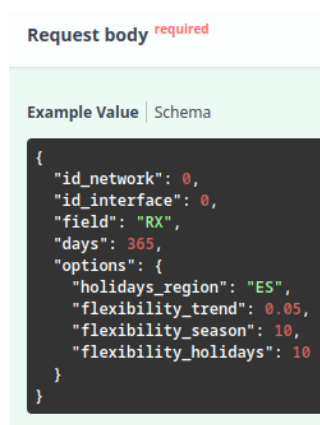 Request body required
Example Value | Schema
{
  "id_network": 0,
  "id_interface": 0,
  "field": "RX",
  "days": 365,
  "options": {
    "holidays_region": "ES",
    "flexibility_trend": 0.05,
    "flexibility_season": 10,
    "flexibility_holidays": 10
  }
}